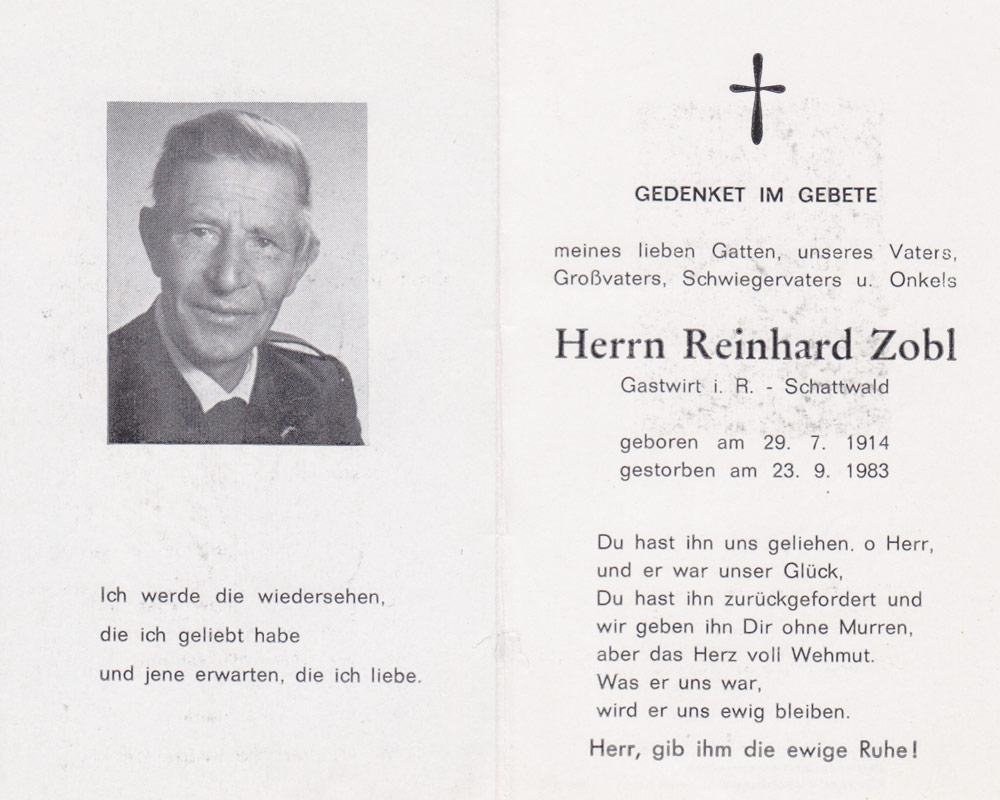 Ich werde die wiedersehen,
die ich geliebt habe
und jene erwarten, die ich liebe.
GEDENKET IM GEBETE
meines lieben Gatten, unseres Vaters,
Großvaters, Schwiegervaters u. Onkels
Herrn Reinhard Zobl
Gastwirt i. R. - Schattwald
geboren am 29. 7. 1914
gestorben am 23. 9. 1983
Du hast ihn uns geliehen. o Herr,
und er war unser Glück,
Du hast ihn zurückgefordert und
wir geben ihn Dir ohne Murren,
aber das Herz voll Wehmut.
Was er uns war,
wird er uns ewig bleiben.
Herr, gib ihm die ewige Ruhe!